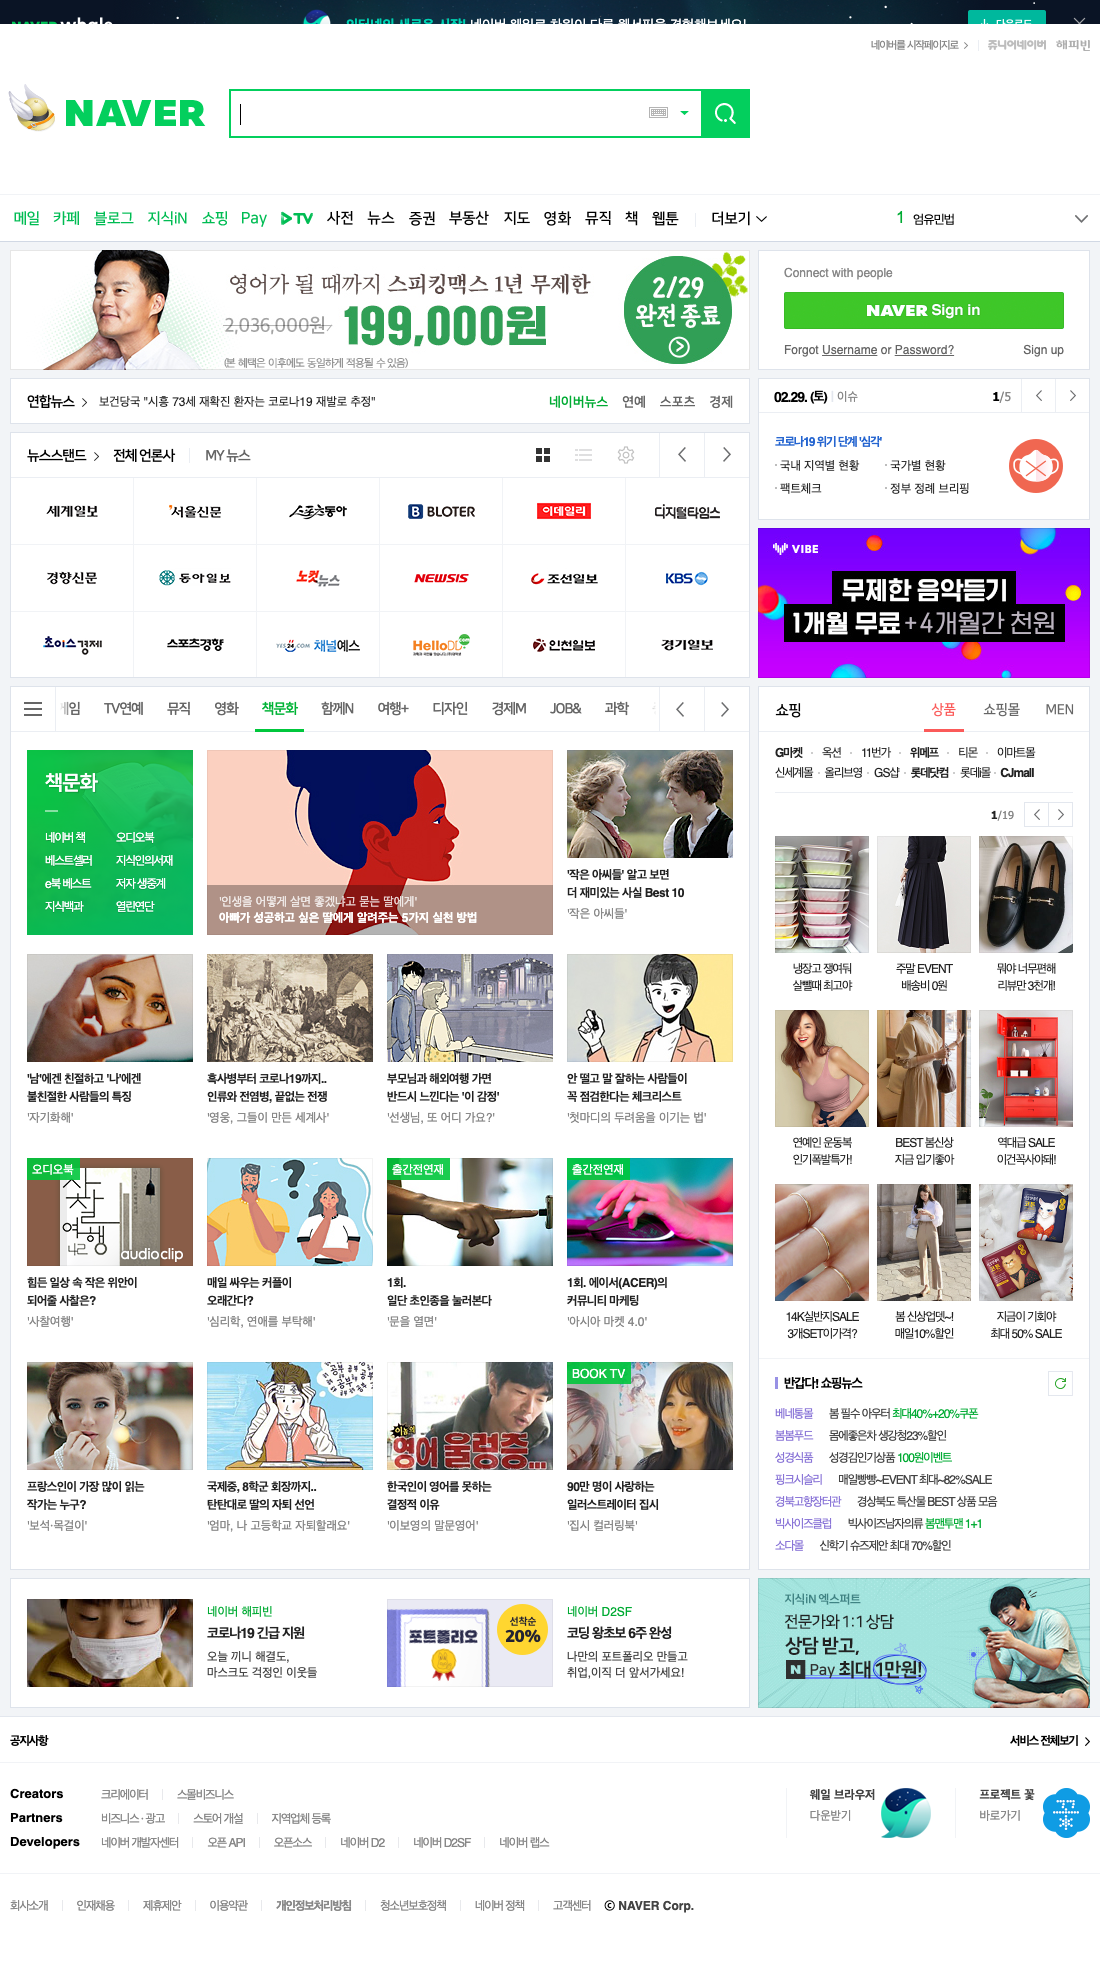 인터넷의 새로운 시작! 네이버 웨일로 차원이 다른 웹서핑을 경험해보세요!
다운로드
네이버를 시작페이지로
쥬니어네이버 해피빈
NAVER
메일 카페 블로그 지식iN 쇼핑 Pay TV 사전 뉴스 증권 부동산 지도 영화 뮤직 책 웹툰 더보기
1 엄유민법
영어가 될 때까지 스피킹맥스 1년 무제한
2,036,000원
199,000원
(본 혜택은 이후에도 동일하게 적용될 수 있음)
2/29
완전 종료
Connect with people
NAVER Sign in
Forgot Username or Password? Sign up
연합뉴스 보건당국 "시흥 73세 재확진 환자는 코로나19 재발로 추정"
네이버뉴스 연예 스포츠 경제
02.29. (토) 이슈 1/5
코로나19 위기 단계 '심각'
· 국내 지역별 현황 · 국가별 현황
· 팩트체크 · 정부 정례 브리핑
뉴스스탠드 전체 언론사 MY 뉴스
세계일보 서울신문 스포츠동아 BLOTER 이데일리 디지털타임스
경향신문 동아일보 노컷뉴스 NEWSIS 조선일보 KBS
초이스경제 스포츠경향 YES24.COM 채널예스 HelloDD 인천일보 경기일보
VIBE
무제한 음악듣기
1개월 무료+4개월간 천원
TV연예 뮤직 영화 책문화 함께N 여행+ 디자인 경제M JOB& 과학
책문화
네이버 책 오디오북
베스트셀러 지식인의서재
e북 베스트 저자 생중계
지식백과 열린연단
'인생을 어떻게 살면 좋겠냐고 묻는 딸에게'
아빠가 성공하고 싶은 딸에게 알려주는 5가지 실천 방법
'작은 아씨들' 알고 보면
더 재미있는 사실 Best 10
'작은 아씨들'
'남'에겐 친절하고 '나'에겐
불친절한 사람들의 특징
'자기화해'
흑사병부터 코로나19까지..
인류와 전염병, 끝없는 전쟁
'영웅, 그들이 만든 세계사'
부모님과 해외여행 가면
반드시 느낀다는 '이 감정'
'선생님, 또 어디 가요?'
안 떨고 말 잘하는 사람들이
꼭 점검한다는 체크리스트
'첫마디의 두려움을 이기는 법'
오디오북
사찰여행
audioclip
힘든 일상 속 작은 위안이
되어줄 사찰은?
'사찰여행'
매일 싸우는 커플이
오래간다?
'심리학, 연애를 부탁해'
출간전연재
1회.
일단 초인종을 눌러본다
'문을 열면'
출간전연재
1회. 에이서(ACER)의
커뮤니티 마케팅
'아시아 마켓 4.0'
프랑스인이 가장 많이 읽는
작가는 누구?
'보석·목걸이'
국제중, 8학군 회장까지..
탄탄대로 딸의 자퇴 선언
'엄마, 나 고등학교 자퇴할래요'
영어 울렁증...
한국인이 영어를 못하는
결정적 이유
'이보영의 말문영어'
BOOK TV
90만 명이 사랑하는
일러스트레이터 집시
'집시 컬러링북'
쇼핑 상품 쇼핑몰 MEN
G마켓 · 옥션 · 11번가 · 위메프 · 티몬 · 이마트몰
신세계몰 · 올리브영 · GS샵 · 롯데닷컴 · 롯데몰 · CJmall
1/19
냉장고 쟁여둬
살뺄때 최고야
주말 EVENT
배송비 0원
뭐야 너무편해
리뷰만 3천개!
연예인 운동복
인기폭발특가!
BEST 봄신상
지금 입기좋아
역대급 SALE
이건꼭사야돼!
14K실반지SALE
3개SET이가격?
봄 신상업뎃~!
매일10%할인
지금이 기회야
최대 50% SALE
반갑다! 쇼핑뉴스
베네통몰 봄 필수 아우터 최대40%+20%쿠폰
봄봄푸드 몸에좋은차 생강청23%할인
성경식품 성경김인기상품 100원이벤트
핑크시슬리 매일빵빵~EVENT 최대~82%SALE
경북고향장터관 경상북도 특산물 BEST 상품 모음
빅사이즈클럽 빅사이즈남자의류 봄맨투맨 1+1
소다몰 신학기 슈즈제안 최대 70%할인
네이버 해피빈
코로나19 긴급 지원
오늘 끼니 해결도,
마스크도 걱정인 이웃들
포트폴리오
선착순
20%
네이버 D2SF
코딩 왕초보 6주 완성
나만의 포트폴리오 만들고
취업,이직 더 앞서가세요!
지식iN 엑스퍼트
전문가와 1:1 상담
상담 받고,
N Pay 최대 1만원!
공지사항
서비스 전체보기
Creators 크리에이터 스몰비즈니스
Partners 비즈니스 · 광고 스토어 개설 지역업체 등록
Developers 네이버 개발자센터 오픈 API 오픈소스 네이버 D2 네이버 D2SF 네이버 랩스
웨일 브라우저
다운받기
프로젝트 꽃
바로가기
회사소개 인재채용 제휴제안 이용약관 개인정보처리방침 청소년보호정책 네이버 정책 고객센터 © NAVER Corp.